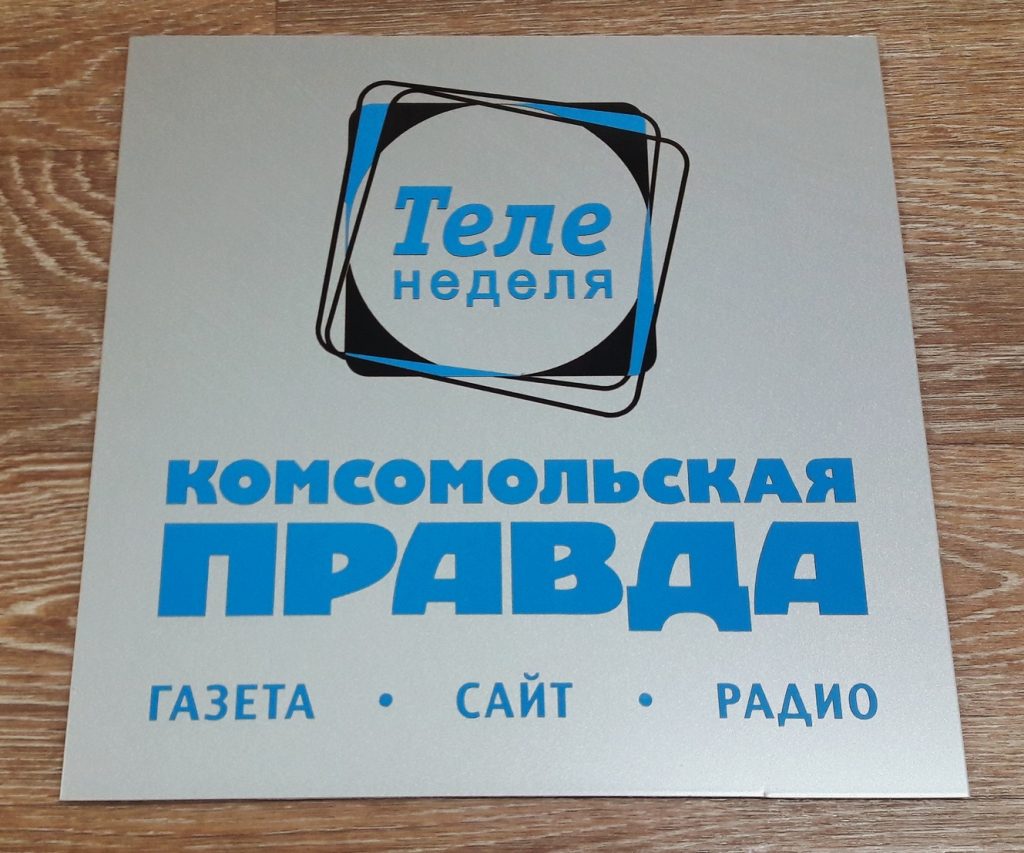 Теле
неделя
КОМСОМОЛЬСКАЯ
ПРАВДА
ГАЗЕТА • САЙТ • РАДИО